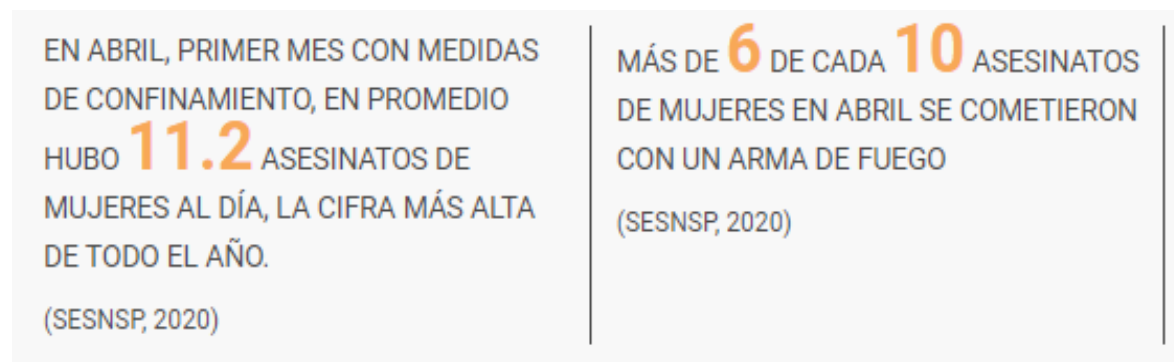 EN ABRIL, PRIMER MES CON MEDIDAS
DE CONFINAMIENTO, EN PROMEDIO
HUBO 11.2 ASESINATOS DE
MUJERES AL DÍA, LA CIFRA MÁS ALTA
DE TODO EL AÑO.
(SESNSP, 2020)
MÁS DE 6 DE CADA 10 ASESINATOS
DE MUJERES EN ABRIL SE COMETIERON
CON UN ARMA DE FUEGO
(SESNSP, 2020)